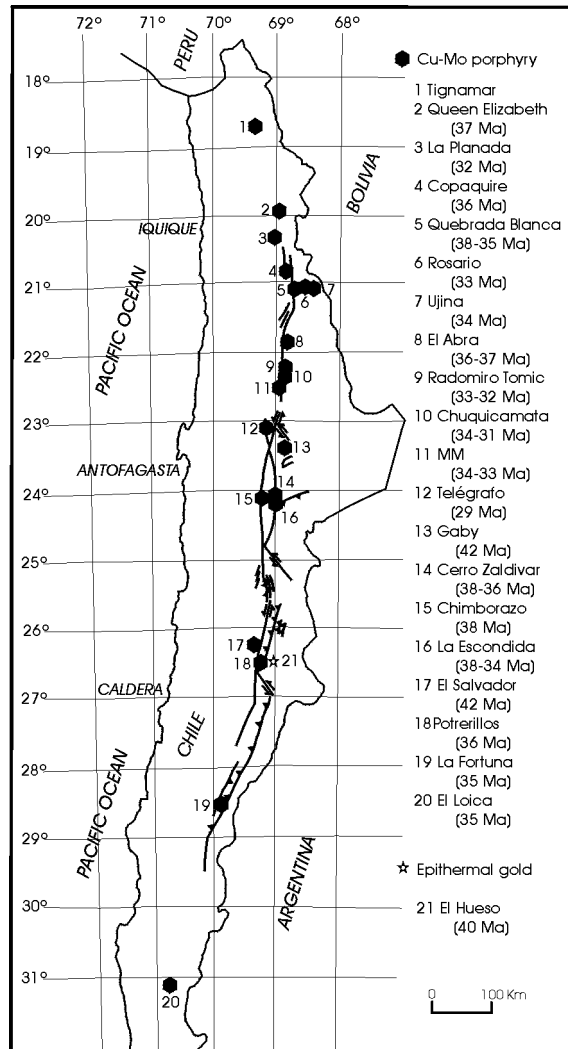 72° 71° 70° 69° 68°
PERU
18°
1
19°
BOLIVIA
2
20°
IQUIQUE
3
4
21°
5 6 7
PACIFIC OCEAN
22°
8
9
10
11
23°
12
13
ANTOFAGASTA
24°
14
15
16
25°
26°
17
18 21
27°
CALDERA
CHILE
28°
19
PACIFIC OCEAN
29°
ARGENTINA
30°
31°
20
Cu-Mo porphyry
1 Tignamar
2 Queen Elizabeth
(37 Ma)
3 La Planada
(32 Ma)
4 Copaquire
(36 Ma)
5 Quebrada Blanca
(38-35 Ma)
6 Rosario
(33 Ma)
7 Ujina
(34 Ma)
8 El Abra
(36-37 Ma)
9 Radomiro Tomic
(33-32 Ma)
10 Chuquicamata
(34-31 Ma)
11 MM
(34-33 Ma)
12 Telégrafo
(29 Ma)
13 Gaby
(42 Ma)
14 Cerro Zaldivar
(38-36 Ma)
15 Chimborazo
(38 Ma)
16 La Escondida
(38-34 Ma)
17 El Salvador
(42 Ma)
18 Potrerillos
(36 Ma)
19 La Fortuna
(35 Ma)
20 El Loica
(35 Ma)
Epithermal gold
21 El Hueso
(40 Ma)
0 100 Km